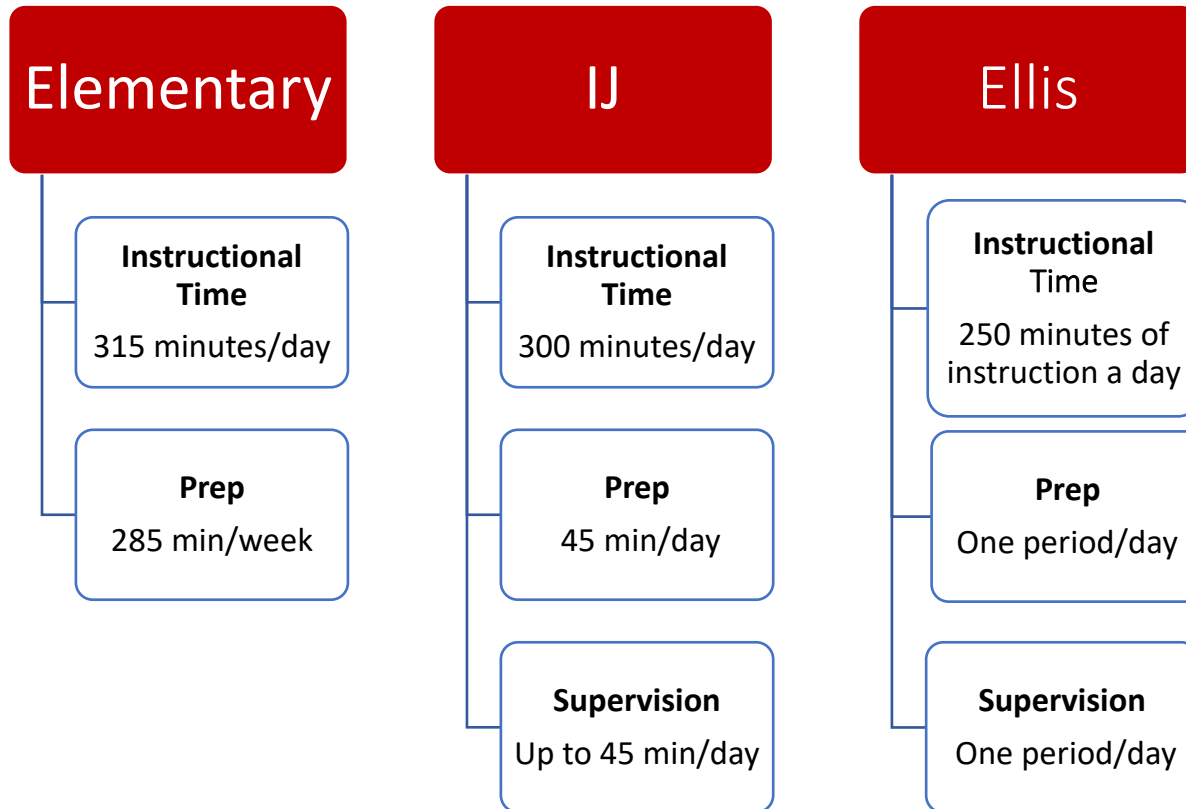 Elementary
Instructional
Time
315 minutes/day
Prep
285 min/week
IJ
Instructional
Time
300 minutes/day
Prep
45 min/day
Supervision
Up to 45 min/day
Ellis
Instructional
Time
250 minutes of
instruction a day
Prep
One period/day
Supervision
One period/day